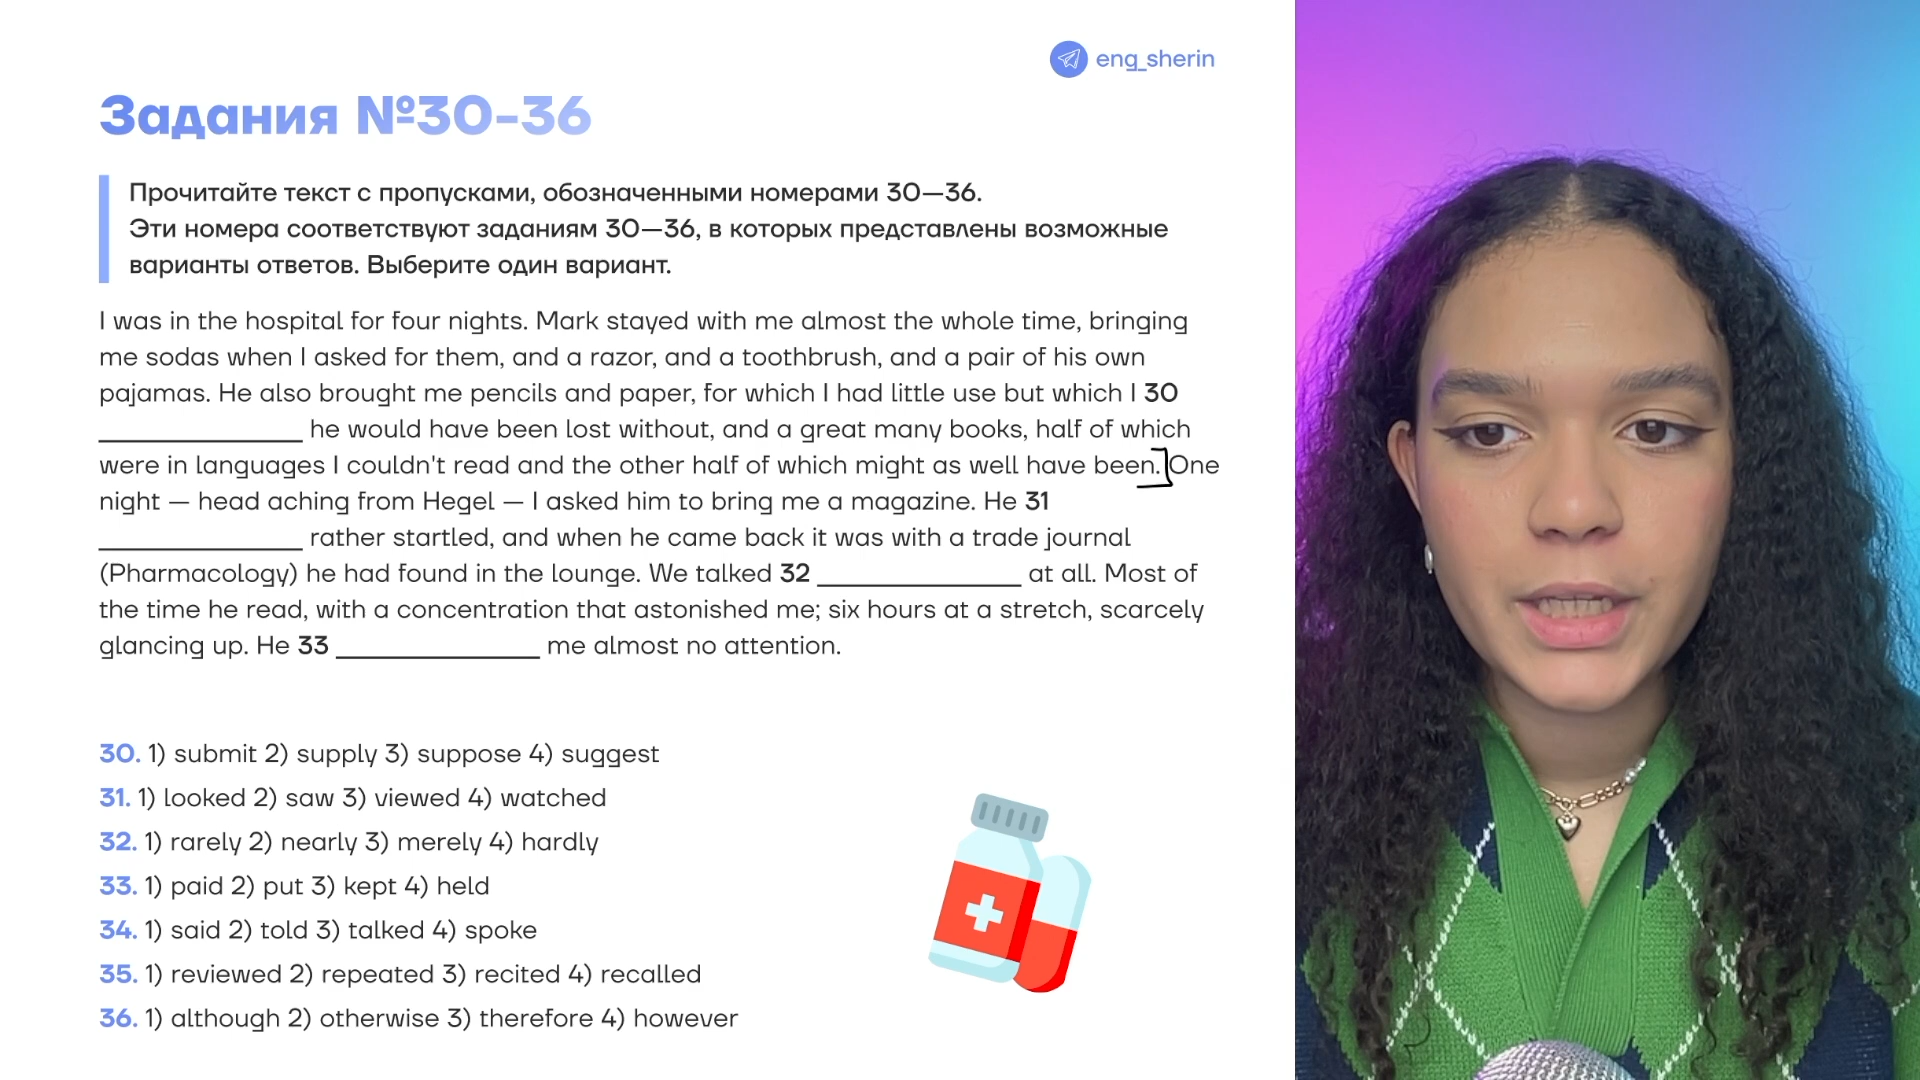 eng_sherin
Задания №30-36
Прочитайте текст с пропусками, обозначенными номерами 30—36.
Эти номера соответствуют заданиям 30—36, в которых представлены возможные
варианты ответов. Выберите один вариант.
I was in the hospital for four nights. Mark stayed with me almost the whole time, bringing
me sodas when I asked for them, and a razor, and a toothbrush, and a pair of his own
pajamas. He also brought me pencils and paper, for which I had little use but which I 30
_______________ he would have been lost without, and a great many books, half of which
were in languages I couldn't read and the other half of which might as well have been. One
night — head aching from Hegel — I asked him to bring me a magazine. He 31
_______________ rather startled, and when he came back it was with a trade journal
(Pharmacology) he had found in the lounge. We talked 32 _______________ at all. Most of
the time he read, with a concentration that astonished me; six hours at a stretch, scarcely
glancing up. He 33 _______________ me almost no attention.
30. 1) submit 2) supply 3) suppose 4) suggest
31. 1) looked 2) saw 3) viewed 4) watched
32. 1) rarely 2) nearly 3) merely 4) hardly
33. 1) paid 2) put 3) kept 4) held
34. 1) said 2) told 3) talked 4) spoke
35. 1) reviewed 2) repeated 3) recited 4) recalled
36. 1) although 2) otherwise 3) therefore 4) however